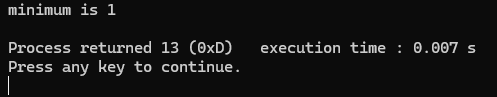 minimum is 1
Process returned 13 (0xD)   execution time : 0.007 s
Press any key to continue.